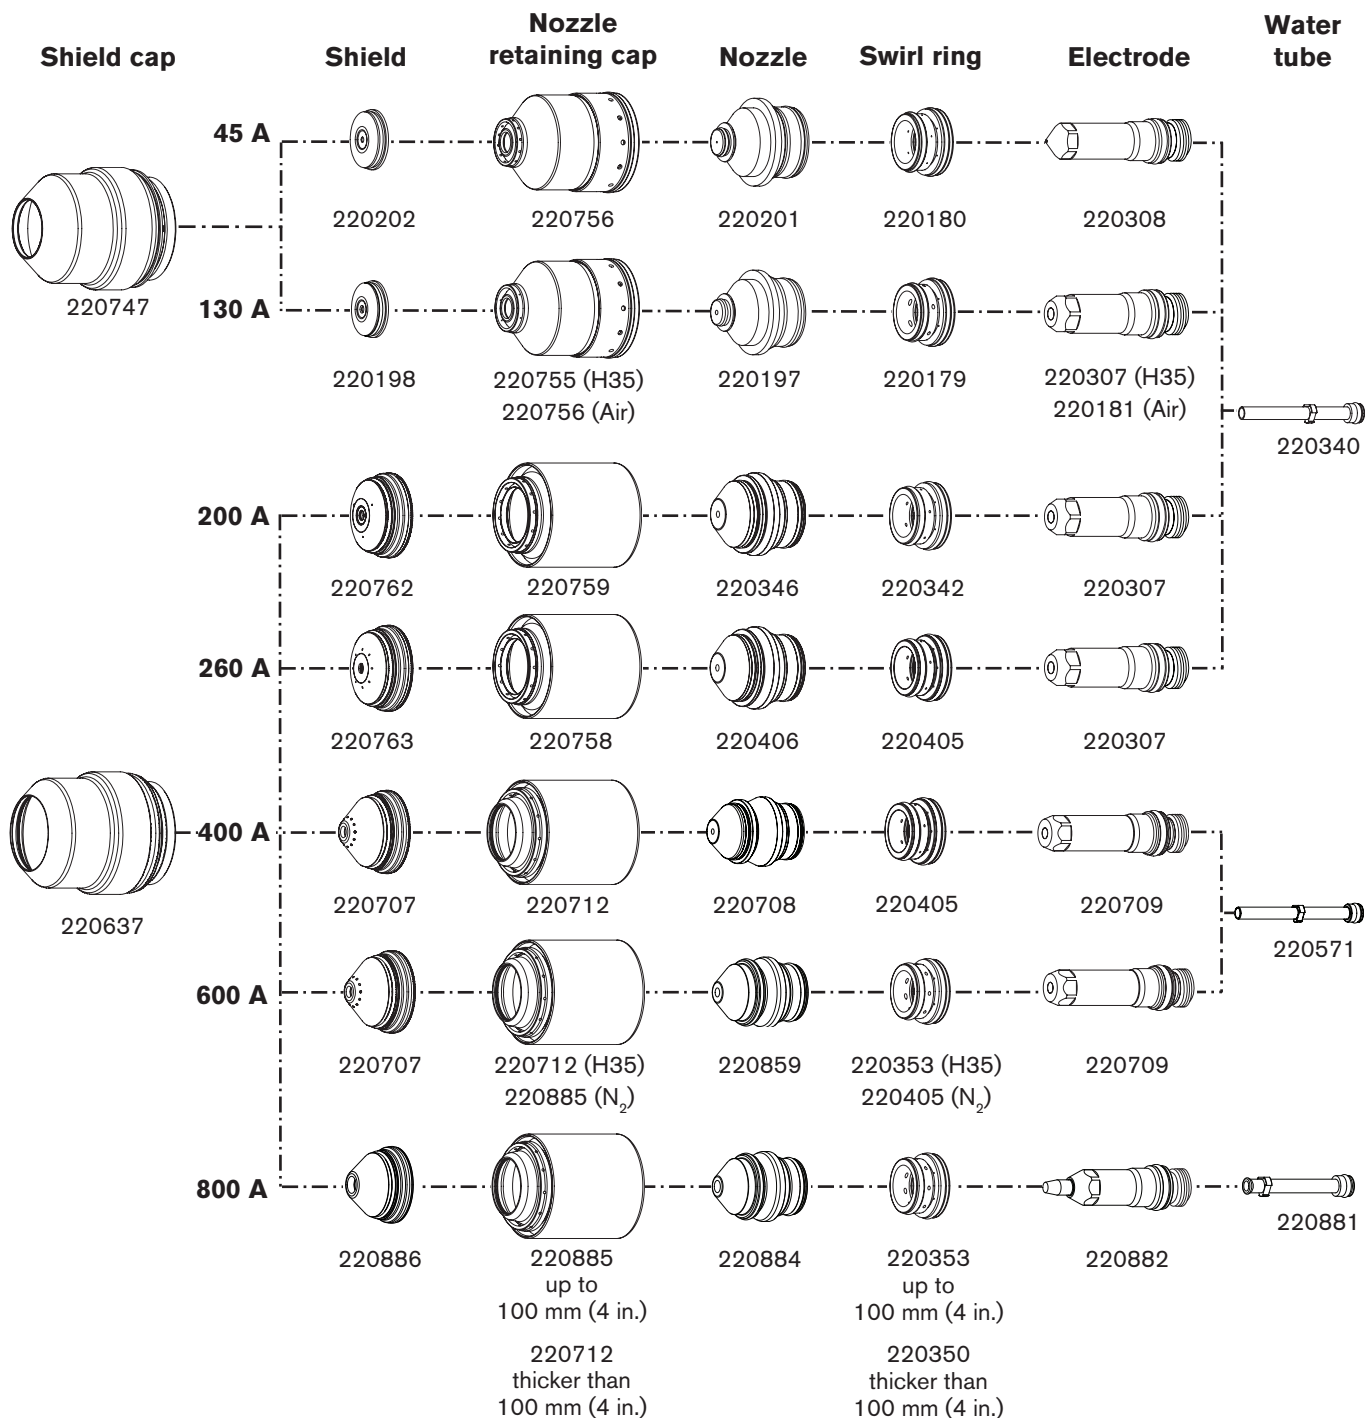 Shield cap
Shield
Nozzle
retaining cap
Nozzle
Swirl ring
Electrode
Water
tube
45 A
220202
220756
220201
220180
220308
220747
130 A
220198
220755 (H35)
220756 (Air)
220197
220179
220307 (H35)
220181 (Air)
220340
200 A
220762
220759
220346
220342
220307
260 A
220763
220758
220406
220405
220307
220637
400 A
220707
220712
220708
220405
220709
220571
600 A
220707
220712 (H35)
220885 (N₂)
220859
220353 (H35)
220405 (N₂)
220709
800 A
220886
220885
up to
100 mm (4 in.)
220712
thicker than
100 mm (4 in.)
220884
220353
up to
100 mm (4 in.)
220350
thicker than
100 mm (4 in.)
220882
220881